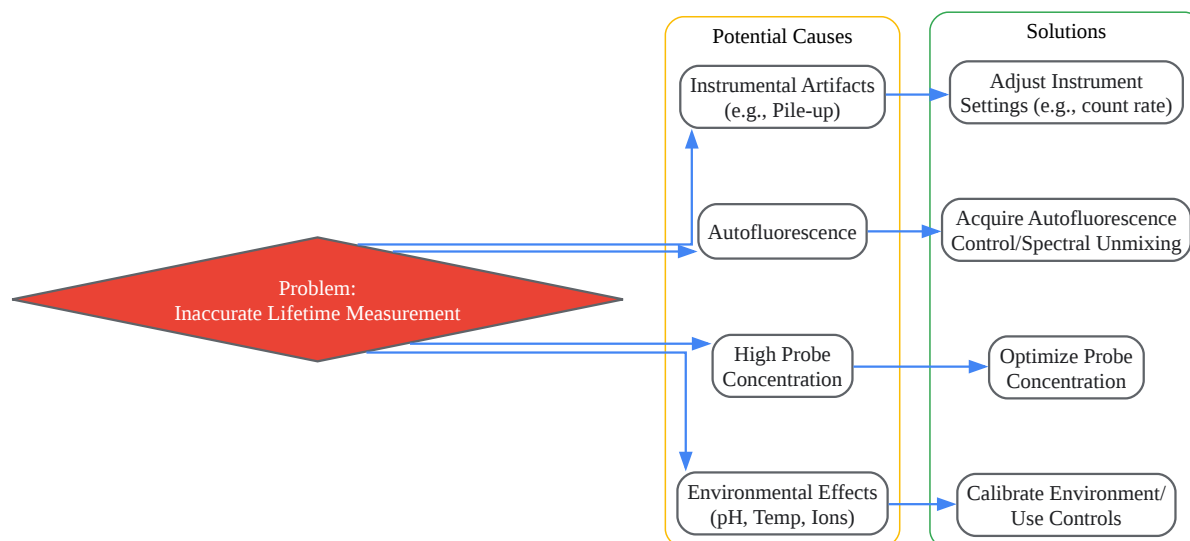 Potential Causes
Solutions
Instrumental Artifacts
(e.g., Pile-up)
Adjust Instrument
Settings (e.g., count rate)
Autofluorescence
Acquire Autofluorescence
Control/Spectral Unmixing
Problem:
Inaccurate Lifetime Measurement
High Probe
Concentration
Optimize Probe
Concentration
Environmental Effects
(pH, Temp, Ions)
Calibrate Environment/
Use Controls